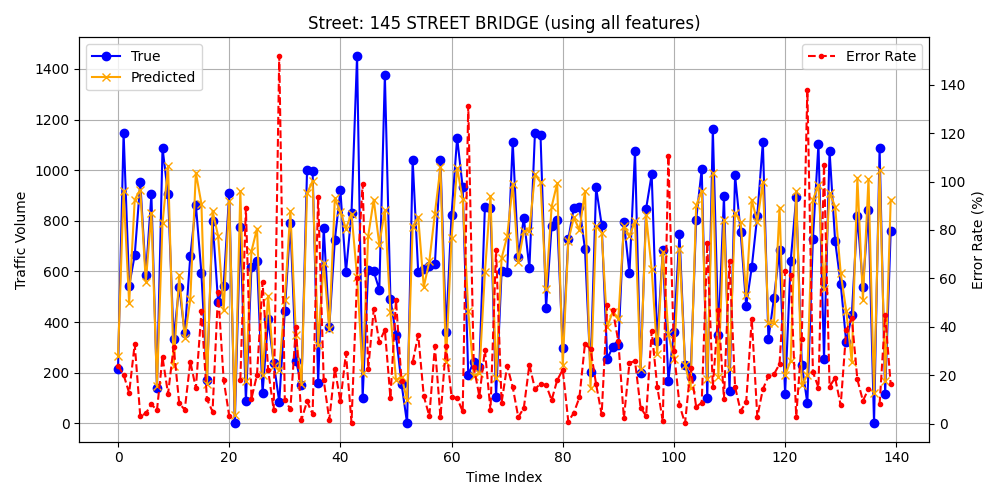 Street: 145 STREET BRIDGE (using all features)
True
Predicted
Error Rate
Traffic Volume
1400
1200
1000
800
600
400
200
0
140
120
100
80
60
40
20
0
Error Rate (%)
0 20 40 60 80 100 120 140
Time Index